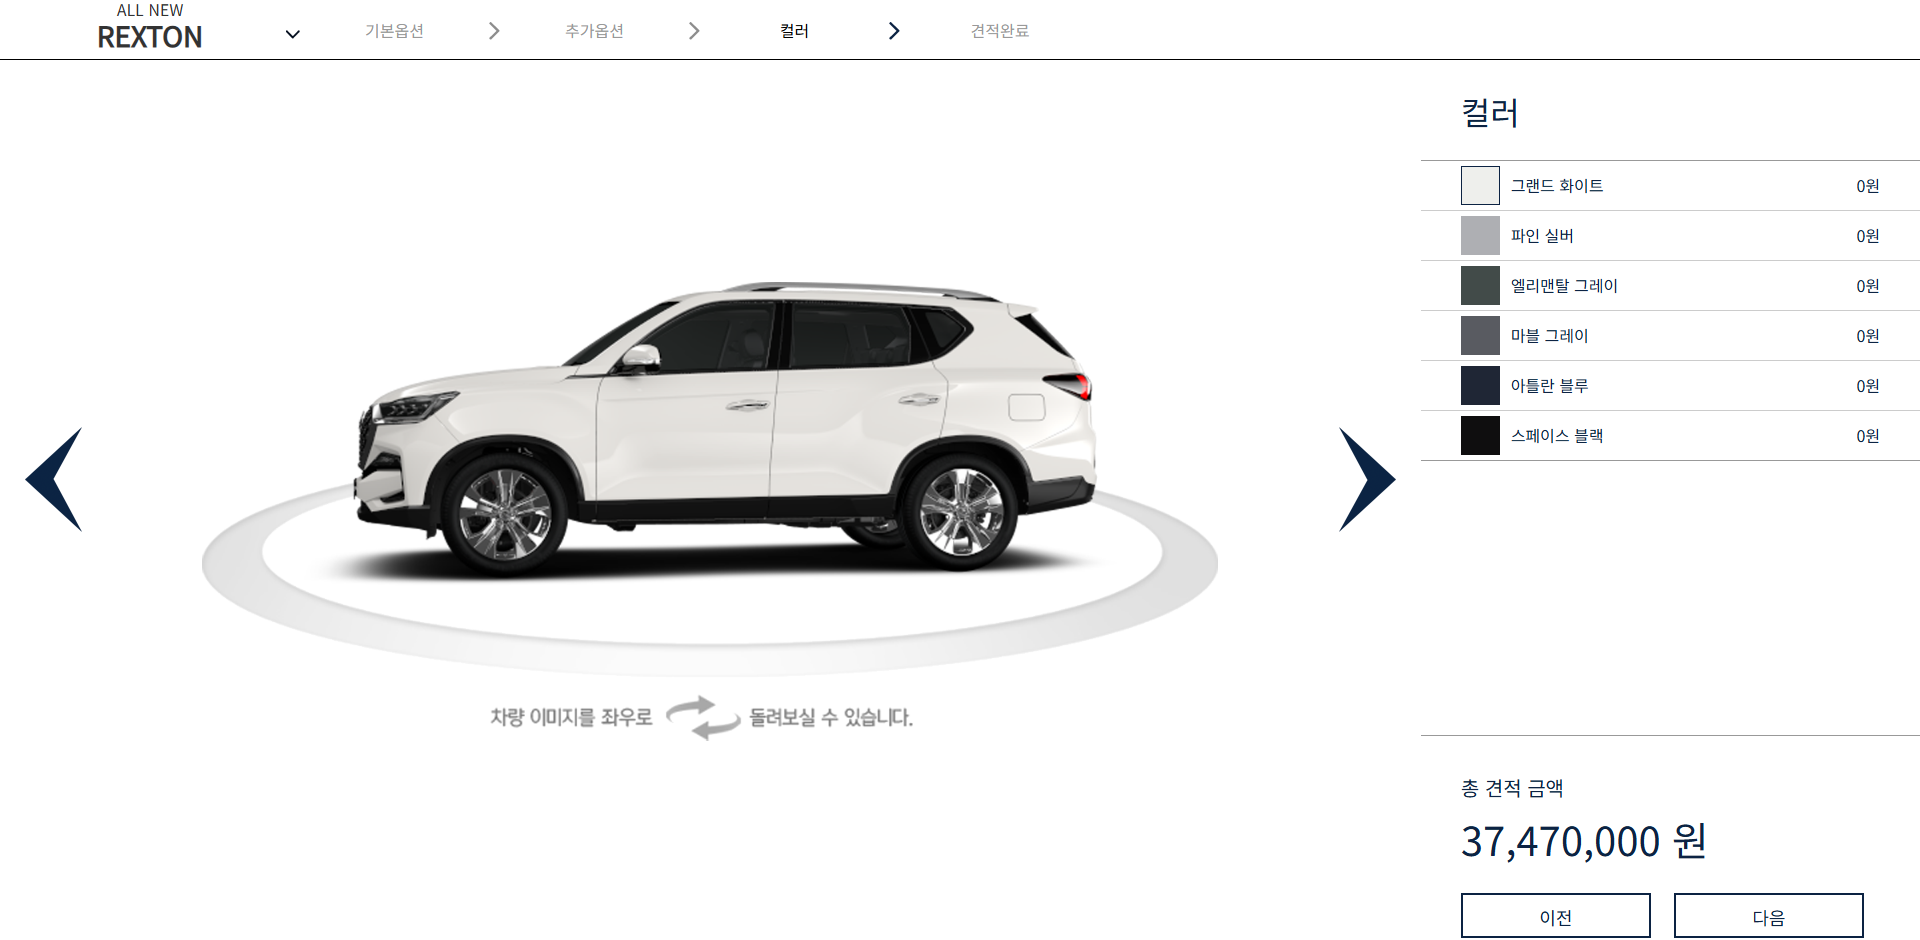 ALL NEW
REXTON
기본옵션
추가옵션
컬러
견적완료
컬러
그랜드 화이트 0원
파인 실버 0원
엘리맨탈 그레이 0원
마블 그레이 0원
아틀란 블루 0원
스페이스 블랙 0원
차량 이미지를 좌우로 돌려보실 수 있습니다.
총 견적 금액
37,470,000 원
이전
다음